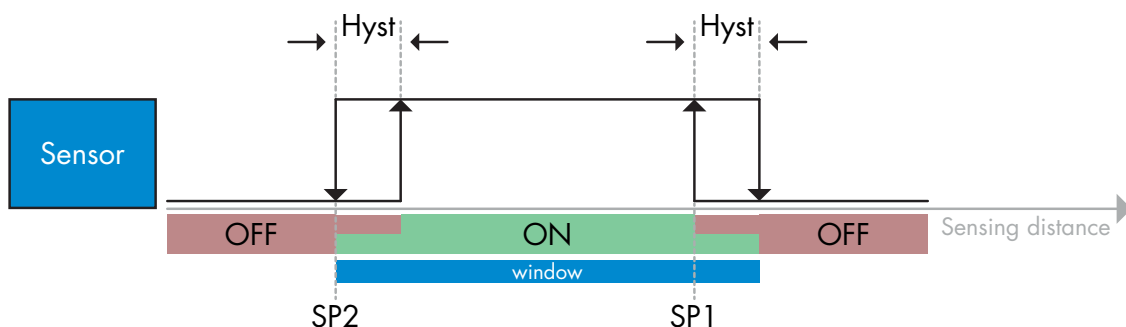 Hyst
Hyst
Sensor
OFF
ON
OFF
Sensing distance
window
SP2
SP1